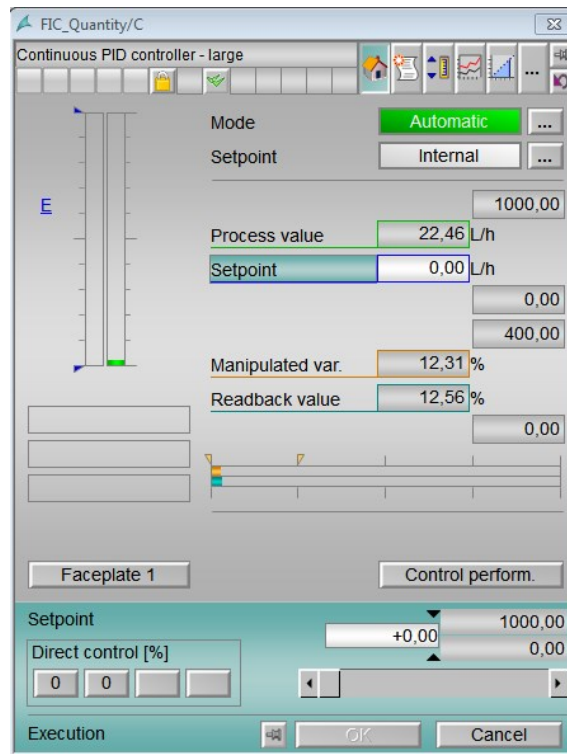 FIC_Quantity/C
Continuous PID controller - large
...
Mode Automatic ...
Setpoint Internal ...
E
1000,00
Process value 22,46 L/h
Setpoint 0,00 L/h
0,00
400,00
Manipulated var. 12,31 %
Readback value 12,56 %
0,00
Faceplate 1 Control perform.
Setpoint 1000,00
+0,00
0,00
Direct control [%]
0 0
Execution OK Cancel